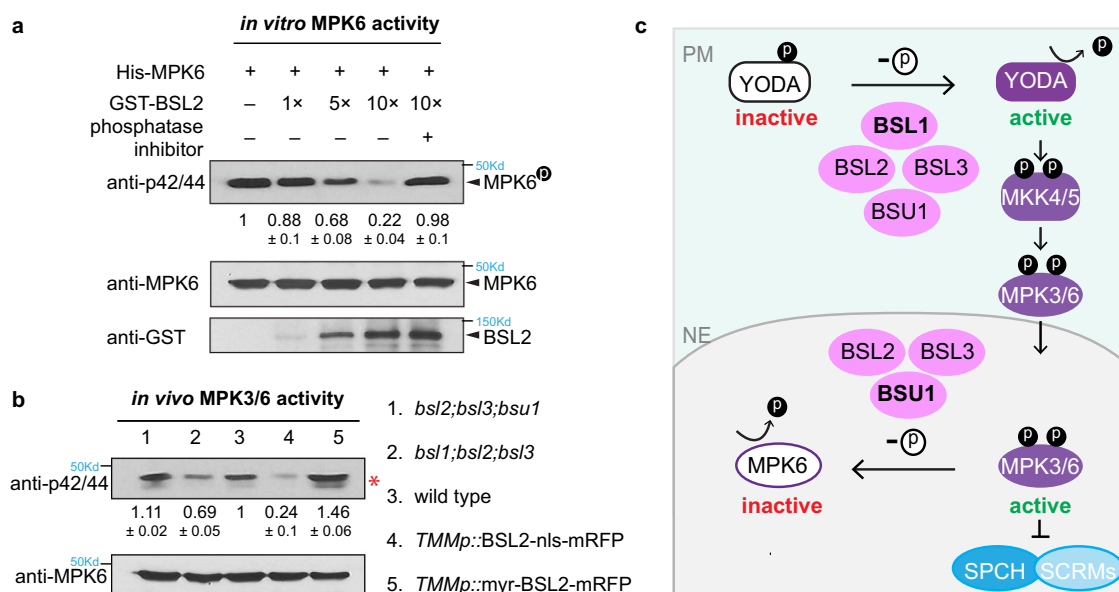 a
in vitro MPK6 activity
His-MPK6 + + + + +
GST-BSL2 – 1× 5× 10× 10×
phosphatase inhibitor – – – – +
50Kd
anti-p42/44 MPK6 p
1 0.88 0.68 0.22 0.98
± 0.1 ± 0.08 ± 0.04 ± 0.1
50Kd
anti-MPK6 MPK6
150Kd
anti-GST BSL2
b
in vivo MPK3/6 activity
1 2 3 4 5
50Kd
anti-p42/44 *
1.11 0.69 1 0.24 1.46
± 0.02 ± 0.05 ± 0.1 ± 0.06
50Kd
anti-MPK6
1. bsl2;bsl3;bsu1
2. bsl1;bsl2;bsl3
3. wild type
4. TMMp::BSL2-nls-mRFP
5. TMMp::myr-BSL2-mRFP
c
PM
p
YODA
inactive
– p
p
YODA
active
BSL1
BSL2 BSL3
BSU1
p p
MKK4/5
p p
MPK3/6
NE
BSL2 BSL3
BSU1
p
MPK6
inactive
– p
p p
MPK3/6
active
SPCH SCRMs